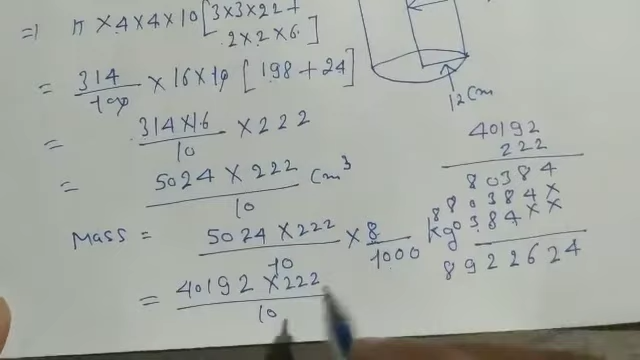 =) π × 4 × 4 × 10 [ 3×3×22 +
2×2×6 ]
= 314/100 × 16 × 10 [ 198 + 24 ]
= 314×16/10 × 222
= 5024 × 222/10 Cm³
Mass = 5024 × 222/10 × 8/1000 kg
= 40192 × 222/10
12 Cm
40192
222
80384
80384×
80384××
8922624